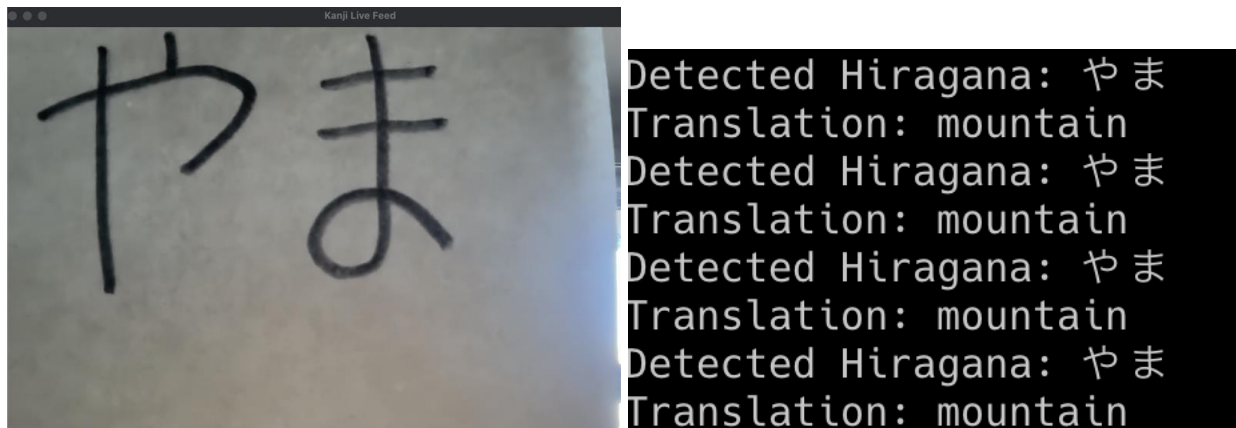 Kanji Live Feed
やま
Detected Hiragana: やま
Translation: mountain
Detected Hiragana: やま
Translation: mountain
Detected Hiragana: やま
Translation: mountain
Detected Hiragana: やま
Translation: mountain